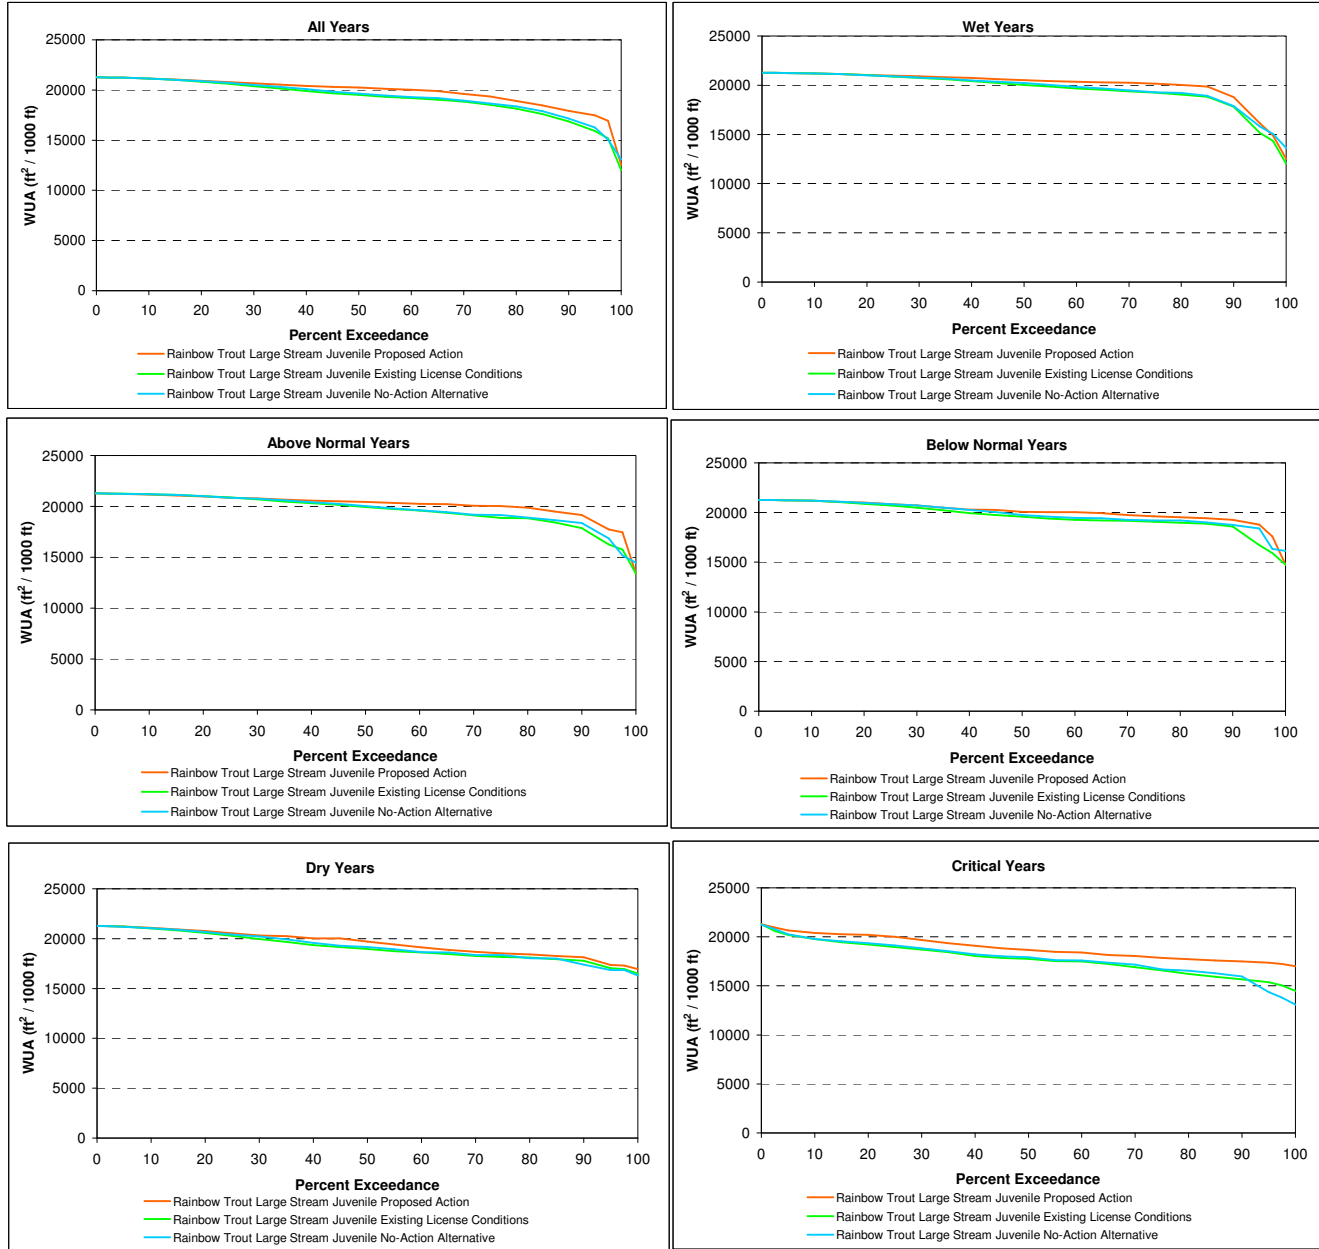 All Years
WUA (ft² / 1000 ft)
25000
20000
15000
10000
5000
0
0 10 20 30 40 50 60 70 80 90 100
Percent Exceedance
Rainbow Trout Large Stream Juvenile Proposed Action
Rainbow Trout Large Stream Juvenile Existing License Conditions
Rainbow Trout Large Stream Juvenile No-Action Alternative
Wet Years
WUA (ft² / 1000 ft)
25000
20000
15000
10000
5000
0
0 10 20 30 40 50 60 70 80 90 100
Percent Exceedance
Rainbow Trout Large Stream Juvenile Proposed Action
Rainbow Trout Large Stream Juvenile Existing License Conditions
Rainbow Trout Large Stream Juvenile No-Action Alternative
Above Normal Years
WUA (ft² / 1000 ft)
25000
20000
15000
10000
5000
0
0 10 20 30 40 50 60 70 80 90 100
Percent Exceedance
Rainbow Trout Large Stream Juvenile Proposed Action
Rainbow Trout Large Stream Juvenile Existing License Conditions
Rainbow Trout Large Stream Juvenile No-Action Alternative
Below Normal Years
WUA (ft² / 1000 ft)
25000
20000
15000
10000
5000
0
0 10 20 30 40 50 60 70 80 90 100
Percent Exceedance
Rainbow Trout Large Stream Juvenile Proposed Action
Rainbow Trout Large Stream Juvenile Existing License Conditions
Rainbow Trout Large Stream Juvenile No-Action Alternative
Dry Years
WUA (ft² / 1000 ft)
25000
20000
15000
10000
5000
0
0 10 20 30 40 50 60 70 80 90 100
Percent Exceedance
Rainbow Trout Large Stream Juvenile Proposed Action
Rainbow Trout Large Stream Juvenile Existing License Conditions
Rainbow Trout Large Stream Juvenile No-Action Alternative
Critical Years
WUA (ft² / 1000 ft)
25000
20000
15000
10000
5000
0
0 10 20 30 40 50 60 70 80 90 100
Percent Exceedance
Rainbow Trout Large Stream Juvenile Proposed Action
Rainbow Trout Large Stream Juvenile Existing License Conditions
Rainbow Trout Large Stream Juvenile No-Action Alternative